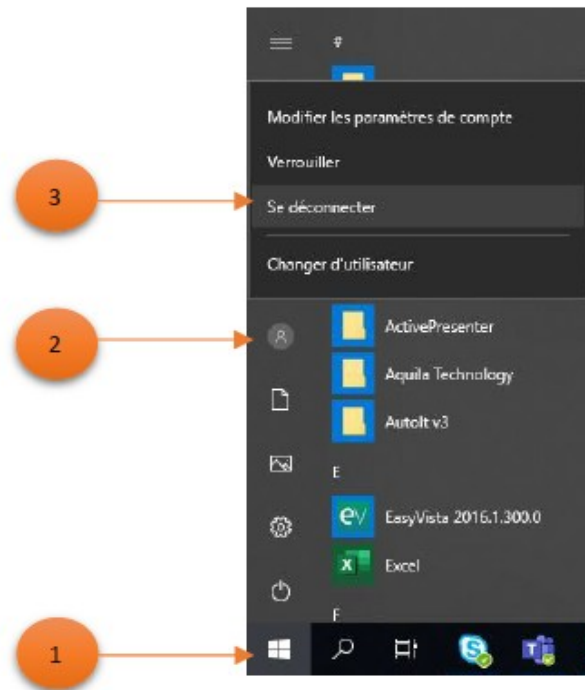 #
Modifier les paramètres de compte
Verrouiller
3
Se déconnecter
Changer d'utilisateur
2
ActivePresenter
Aquila Technology
AutoIt v3
E
EasyVista 2016.1.300.0
Excel
F
1